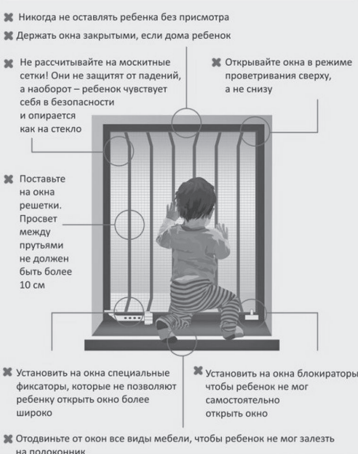 Никогда не оставлять ребенка без присмотра
Держать окна закрытыми, если дома ребенок
Не рассчитывайте на москитные
сетки! Они не защитят от падений,
а наоборот – ребенок чувствует
себя в безопасности
и опирается
как на стекло
Открывайте окна в режиме
проветривания сверху,
а не снизу
Поставьте
на окна
решетки.
Просвет
между
прутьями
не должен
быть более
10 см
Установить на окна специальные
фиксаторы, которые не позволяют
ребенку открыть окно более
широко
Установить на окна блокираторы
чтобы ребенок не мог
самостоятельно
открыть окно
Отодвиньте от окон все виды мебели, чтобы ребенок не мог залезть
на подоконник